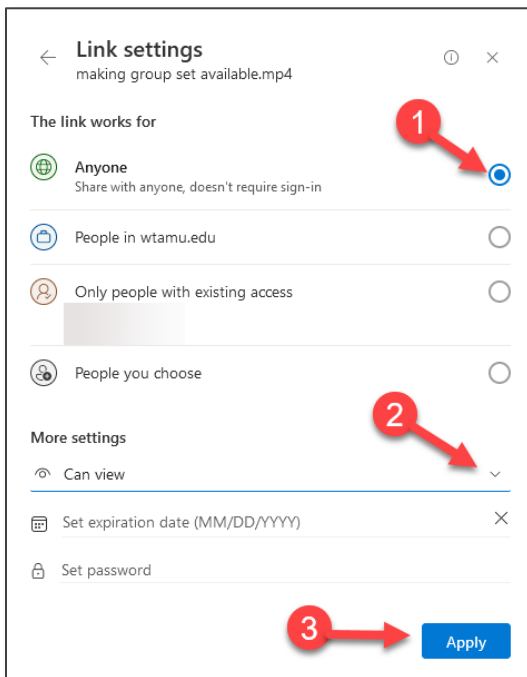 Link settings
making group set available.mp4
The link works for
1
Anyone
Share with anyone, doesn't require sign-in
People in wtamu.edu
Only people with existing access
People you choose
2
More settings
Can view
Set expiration date (MM/DD/YYYY)
Set password
3
Apply